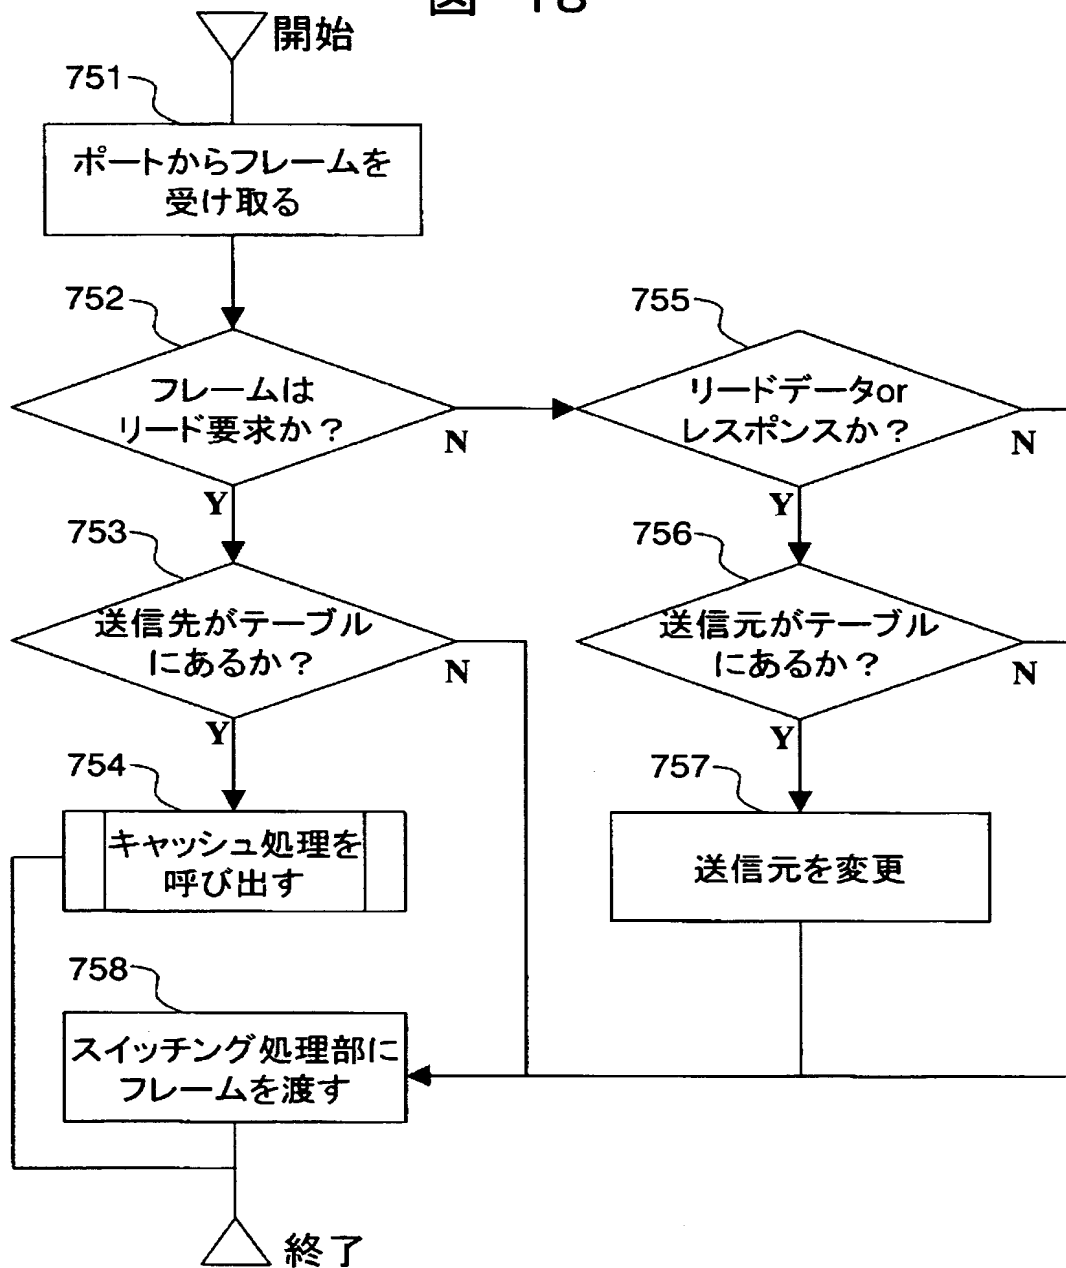 開始
751
ポートからフレームを
受け取る
752
フレームは
リード要求か？
N
Y
755
リードデータor
レスポンスか？
N
Y
753
送信先がテーブル
にあるか？
N
Y
756
送信元がテーブル
にあるか？
N
Y
754
キャッシュ処理を
呼び出す
757
送信元を変更
758
スイッチング処理部に
フレームを渡す
終了